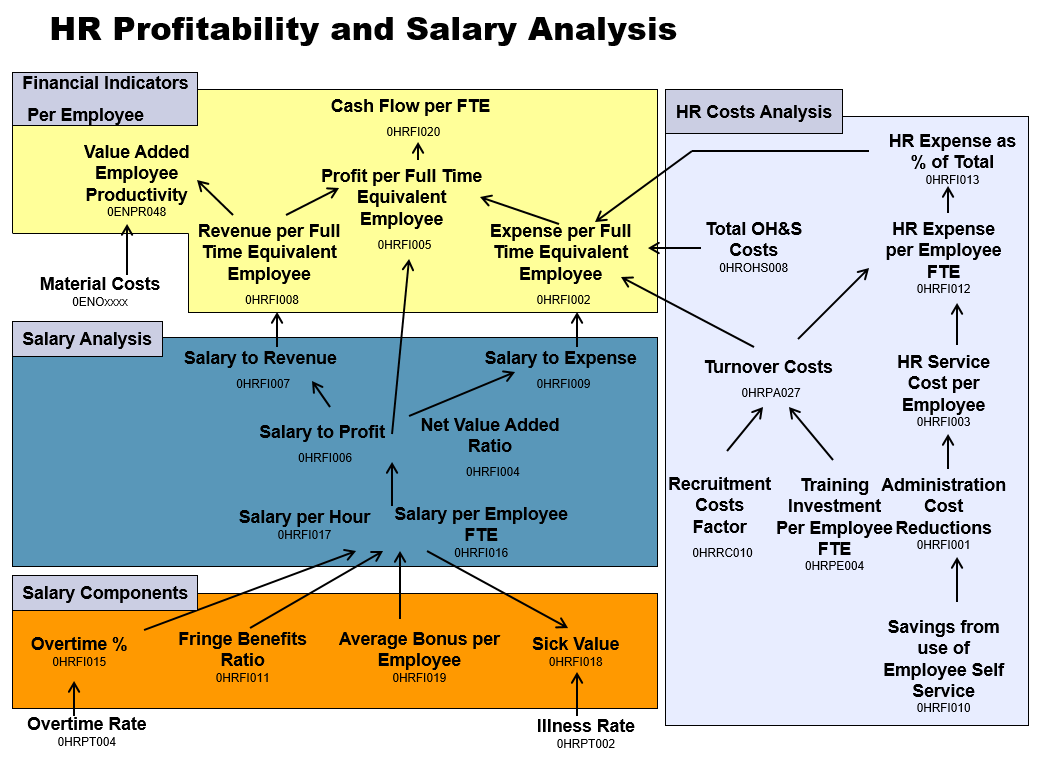 HR Profitability and Salary Analysis
Financial Indicators
Per Employee
Cash Flow per FTE
0HRFI020
Value Added
Employee
Productivity
0ENPR048
Profit per Full Time
Equivalent
Employee
0HRFI005
Revenue per Full
Time Equivalent
Employee
0HRFI008
Expense per Full
Time Equivalent
Employee
0HRFI002
Material Costs
0ENOxxxx
HR Costs Analysis
HR Expense as
% of Total
0HRFI013
Total OH&S
Costs
0HROHS008
HR Expense
per Employee
FTE
0HRFI012
Turnover Costs
0HRPA027
HR Service
Cost per
Employee
0HRFI003
Recruitment
Costs
Factor
0HRRC010
Training
Investment
Per Employee
FTE
0HRPE004
Administration
Cost
Reductions
0HRFI001
Savings from
use of
Employee Self
Service
0HRFI010
Salary Analysis
Salary to Revenue
0HRFI007
Salary to Expense
0HRFI009
Salary to Profit
0HRFI006
Net Value Added
Ratio
0HRFI004
Salary per Hour
0HRFI017
Salary per Employee
FTE
0HRFI016
Salary Components
Overtime %
0HRFI015
Fringe Benefits
Ratio
0HRFI011
Average Bonus per
Employee
0HRFI019
Sick Value
0HRFI018
Overtime Rate
0HRPT004
Illness Rate
0HRPT002